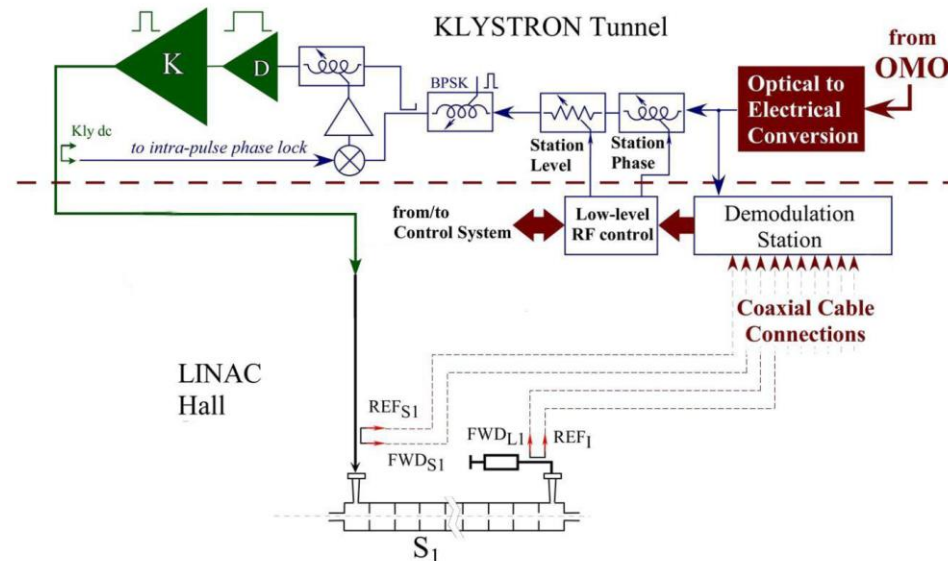 KLYSTRON Tunnel
from
OMO
K
D
BPSK
Optical to
Electrical
Conversion
Kly dc
to intra-pulse phase lock
Station
Level
Station
Phase
from/to
Control System
Low-level
RF control
Demodulation
Station
Coaxial Cable
Connections
LINAC
Hall
REFS1
FWDS1
FWDL1
REFI
S1